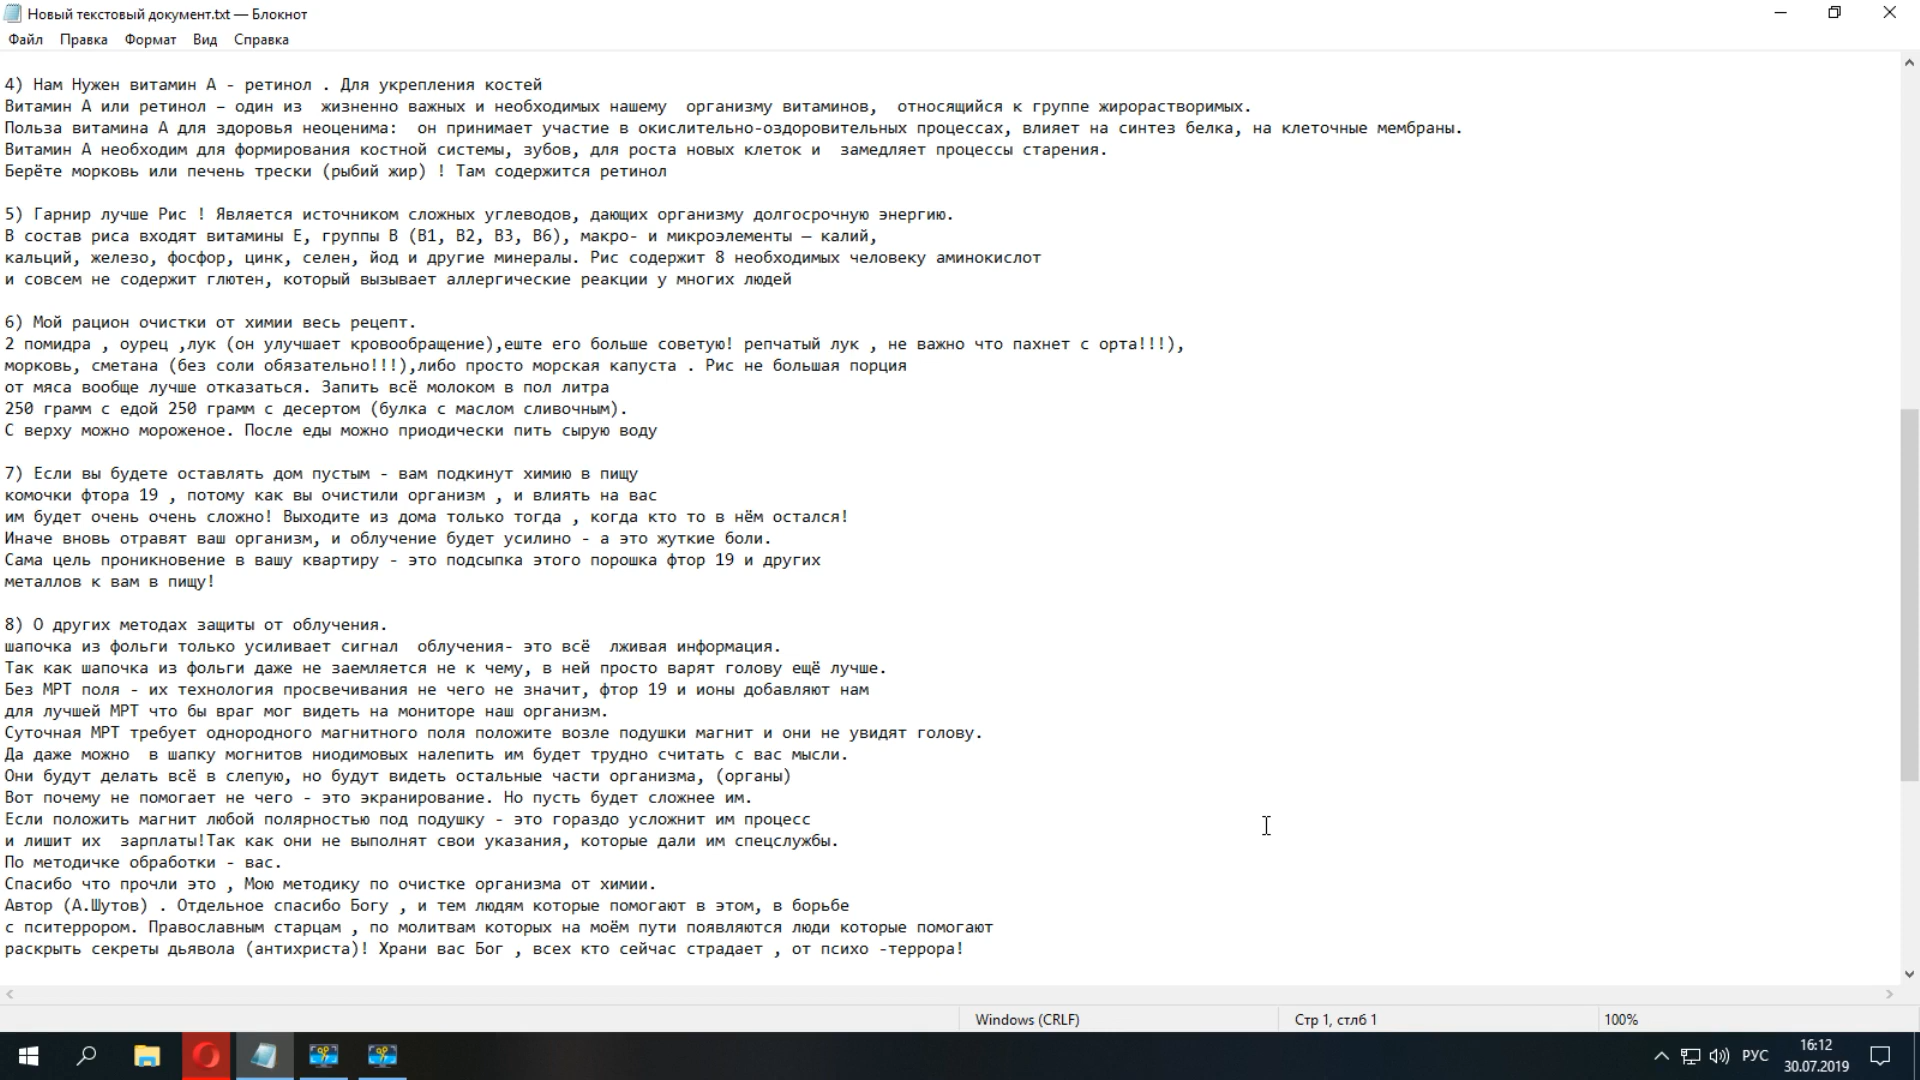 Новый текстовый документ.txt — Блокнот
Файл Правка Формат Вид Справка
4) Нам Нужен витамин А - ретинол . Для укрепления костей
Витамин А или ретинол – один из  жизненно важных и необходимых нашему  организму витаминов,  относящийся к группе жирорастворимых.
Польза витамина А для здоровья неоценима:  он принимает участие в окислительно-оздоровительных процессах, влияет на синтез белка, на клеточные мембраны.
Витамин А необходим для формирования костной системы, зубов, для роста новых клеток и  замедляет процессы старения.
Берёте морковь или печень трески (рыбий жир) ! Там содержится ретинол
5) Гарнир лучше Рис ! Является источником сложных углеводов, дающих организму долгосрочную энергию.
В состав риса входят витамины Е, группы В (В1, В2, В3, В6), макро- и микроэлементы – калий,
кальций, железо, фосфор, цинк, селен, йод и другие минералы. Рис содержит 8 необходимых человеку аминокислот
и совсем не содержит глютен, который вызывает аллергические реакции у многих людей
6) Мой рацион очистки от химии весь рецепт.
2 помидра , оурец ,лук (он улучшает кровообращение),еште его больше советую! репчатый лук , не важно что пахнет с орта!!!),
морковь, сметана (без соли обязательно!!!),либо просто морская капуста . Рис не большая порция
от мяса вообще лучше отказаться. Запить всё молоком в пол литра
250 грамм с едой 250 грамм с десертом (булка с маслом сливочным).
С верху можно мороженое. После еды можно приодически пить сырую воду
7) Если вы будете оставлять дом пустым - вам подкинут химию в пищу
комочки фтора 19 , потому как вы очистили организм , и влиять на вас
им будет очень очень сложно! Выходите из дома только тогда , когда кто то в нём остался!
Иначе вновь отравят ваш организм, и облучение будет усилино - а это жуткие боли.
Сама цель проникновение в вашу квартиру - это подсыпка этого порошка фтор 19 и других
металлов к вам в пищу!
8) О других методах защиты от облучения.
шапочка из фольги только усиливает сигнал  облучения- это всё  лживая информация.
Так как шапочка из фольги даже не заемляется не к чему, в ней просто варят голову ещё лучше.
Без МРТ поля - их технология просвечивания не чего не значит, фтор 19 и ионы добавляют нам
для лучшей МРТ что бы враг мог видеть на мониторе наш организм.
Суточная МРТ требует однородного магнитного поля положите возле подушки магнит и они не увидят голову.
Да даже можно  в шапку могнитов ниодимовых налепить им будет трудно считать с вас мысли.
Они будут делать всё в слепую, но будут видеть остальные части организма, (органы)
Вот почему не помогает не чего - это экранирование. Но пусть будет сложнее им.
Если положить магнит любой полярностью под подушку - это гораздо усложнит им процесс
и лишит их  зарплаты!Так как они не выполнят свои указания, которые дали им спецслужбы.
По методичке обработки - вас.
Спасибо что прочли это , Мою методику по очистке организма от химии.
Автор (А.Шутов) . Отдельное спасибо Богу , и тем людям которые помогают в этом, в борьбе
с пситеррором. Православным старцам , по молитвам которых на моём пути появляются люди которые помогают
раскрыть секреты дьявола (антихриста)! Храни вас Бог , всех кто сейчас страдает , от психо -террора!
Windows (CRLF) Стр 1, стлб 1 100%
РУС 16:12
30.07.2019